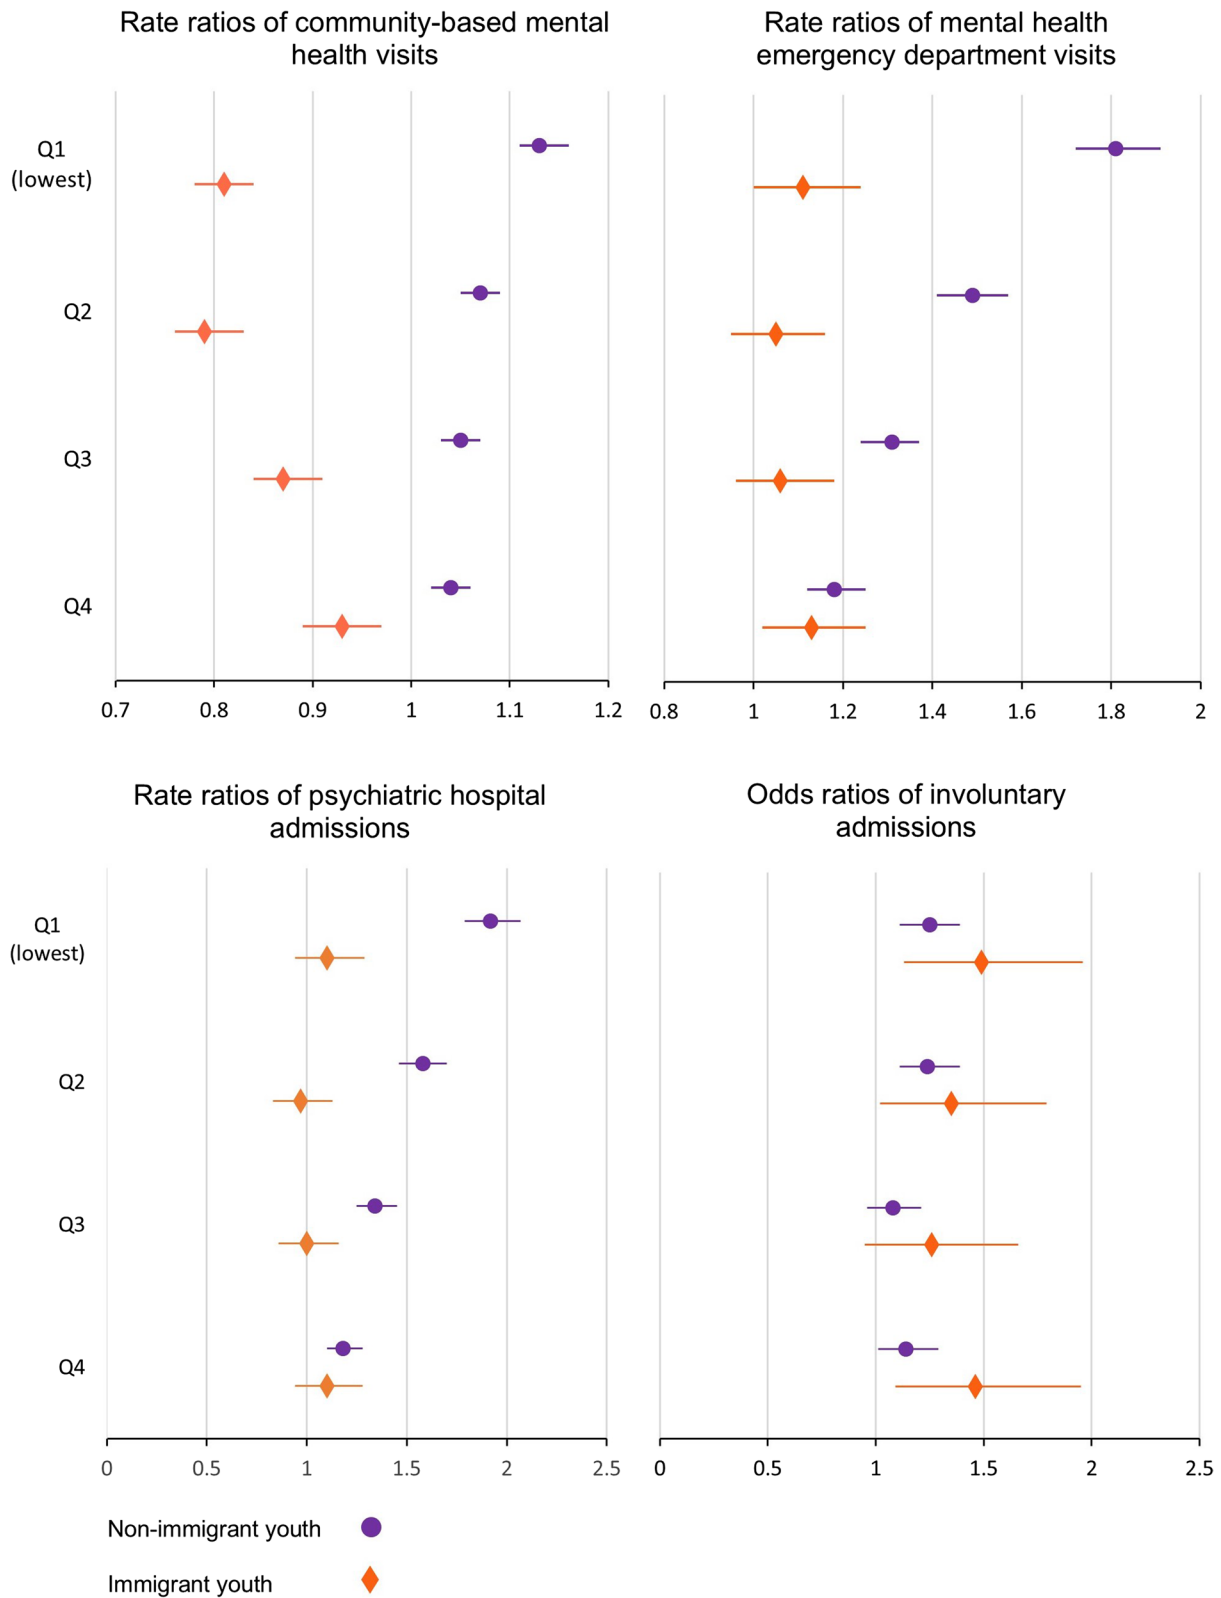 Rate ratios of community-based mental
health visits
Q1
(lowest)
Q2
Q3
Q4
0.7 0.8 0.9 1 1.1 1.2
Rate ratios of mental health
emergency department visits
0.8 1 1.2 1.4 1.6 1.8 2
Rate ratios of psychiatric hospital
admissions
Q1
(lowest)
Q2
Q3
Q4
0 0.5 1 1.5 2 2.5
Odds ratios of involuntary
admissions
0 0.5 1 1.5 2 2.5
Non-immigrant youth
Immigrant youth